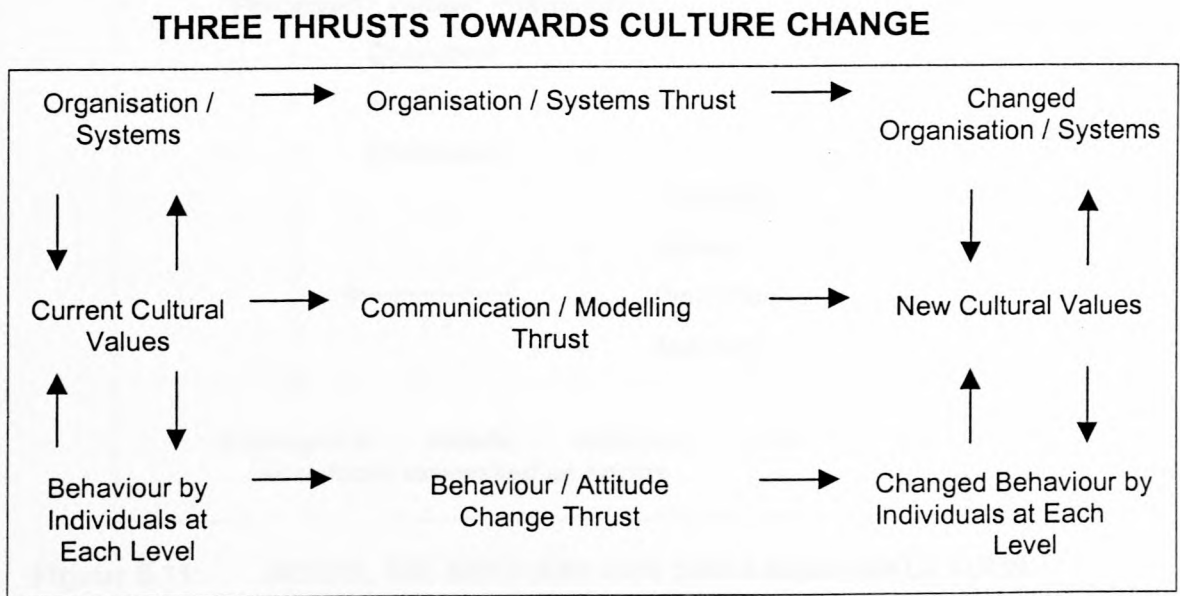 THREE THRUSTS TOWARDS CULTURE CHANGE
Organisation /
Systems
Organisation / Systems Thrust
Changed
Organisation / Systems
Current Cultural
Values
Communication / Modelling
Thrust
New Cultural Values
Behaviour by
Individuals at
Each Level
Behaviour / Attitude
Change Thrust
Changed Behaviour by
Individuals at Each
Level